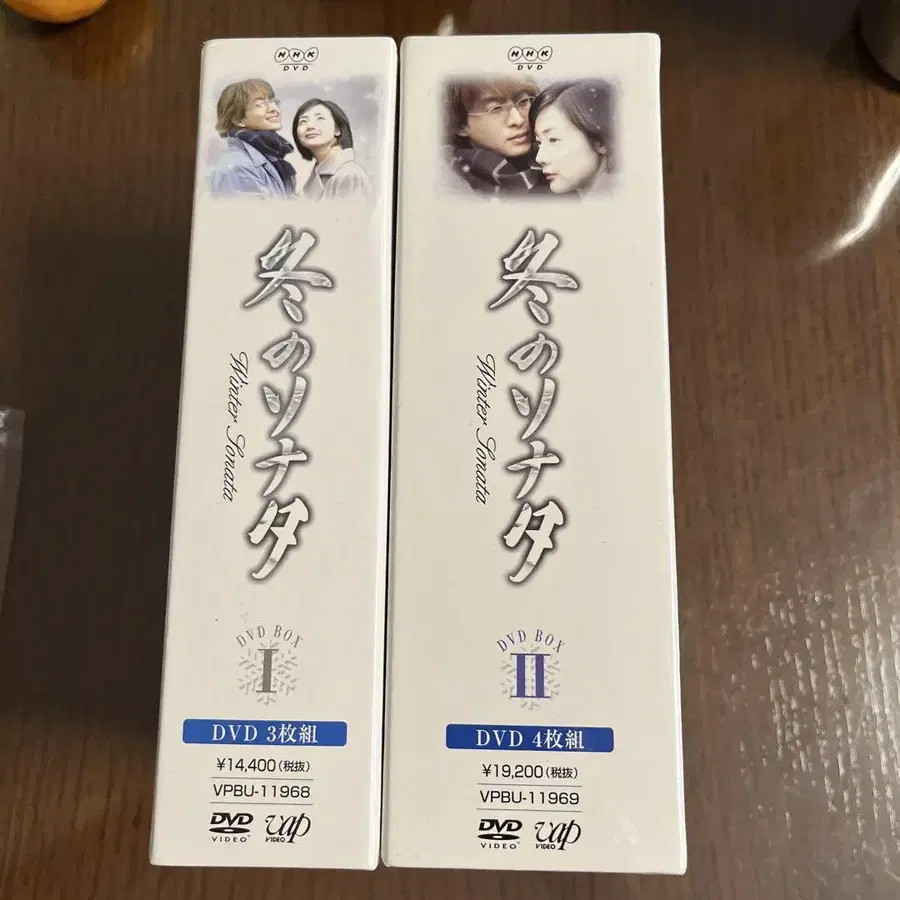 NHK
DVD
冬のソナタ
Winter Sonata
DVD BOX
I
DVD 3枚組
¥14,400(税抜)
VPBU-11968
DVD
VIDEO
vap
VIDEO
NHK
DVD
冬のソナタ
Winter Sonata
DVD BOX
II
DVD 4枚組
¥19,200(税抜)
VPBU-11969
DVD
VIDEO
vap
VIDEO